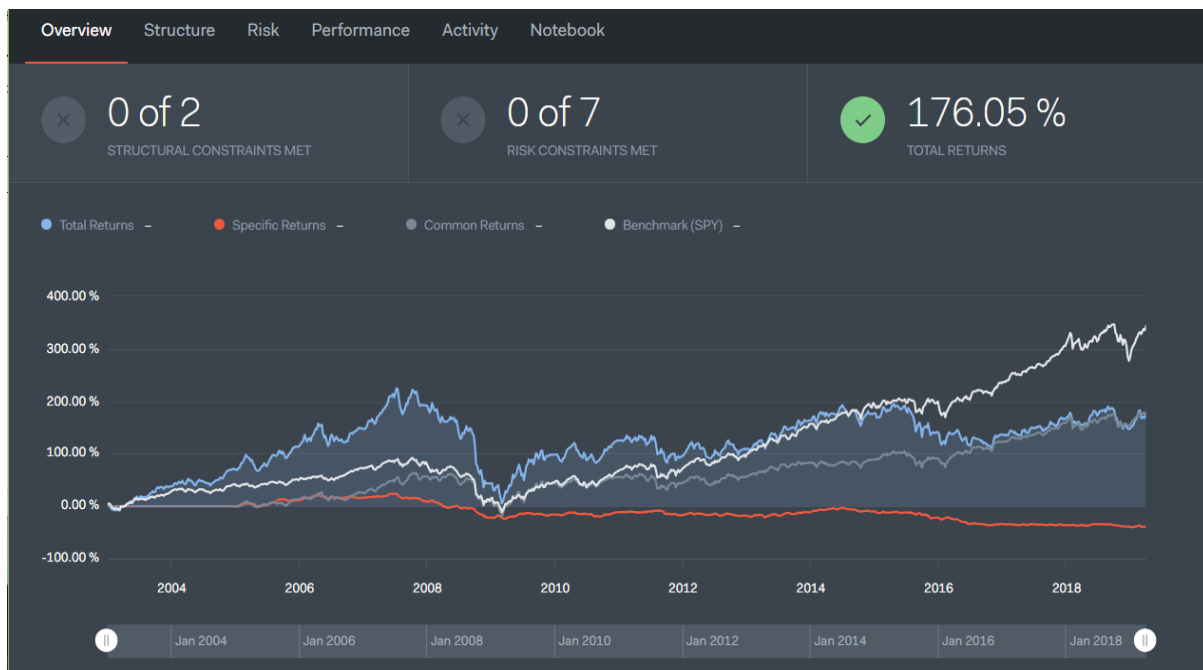 Overview Structure Risk Performance Activity Notebook
0 of 2
STRUCTURAL CONSTRAINTS MET
0 of 7
RISK CONSTRAINTS MET
176.05 %
TOTAL RETURNS
Total Returns – Specific Returns – Common Returns – Benchmark (SPY) –
400.00 %
300.00 %
200.00 %
100.00 %
0.00 %
-100.00 %
2004 2006 2008 2010 2012 2014 2016 2018
Jan 2004 Jan 2006 Jan 2008 Jan 2010 Jan 2012 Jan 2014 Jan 2016 Jan 2018